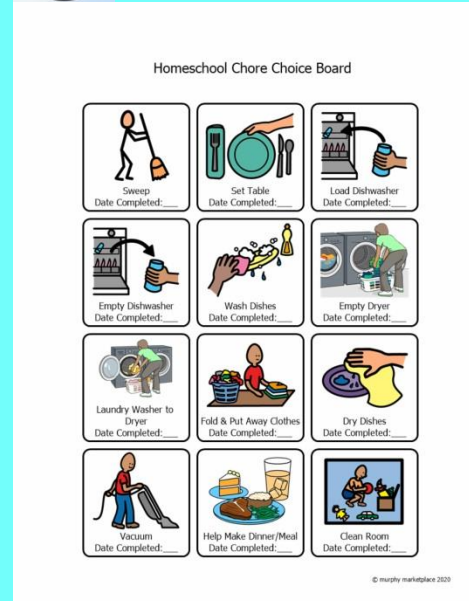 Homeschool Chore Choice Board
Sweep
Date Completed:___
Set Table
Date Completed:___
Load Dishwasher
Date Completed:___
Empty Dishwasher
Date Completed:___
Wash Dishes
Date Completed:___
Empty Dryer
Date Completed:___
Laundry Washer to
Dryer
Date Completed:___
Fold & Put Away Clothes
Date Completed:___
Dry Dishes
Date Completed:___
Vacuum
Date Completed:___
Help Make Dinner/Meal
Date Completed:___
Clean Room
Date Completed:___
© murphy marketplace 2020